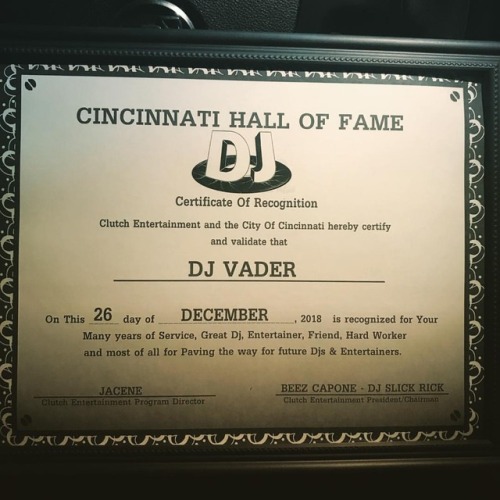 CINCINNATI HALL OF FAME
DJ
Certificate Of Recognition
Clutch Entertainment and the City Of Cincinnati hereby certify
and validate that
DJ VADER
On This 26 day of DECEMBER, 2018 is recognized for Your
Many years of Service, Great Dj, Entertainer, Friend, Hard Worker
and most of all for Paving the way for future Djs & Entertainers.
JACENE
Clutch Entertainment Program Director
BEEZ CAPONE - DJ SLICK RICK
Clutch Entertainment President/Chairman